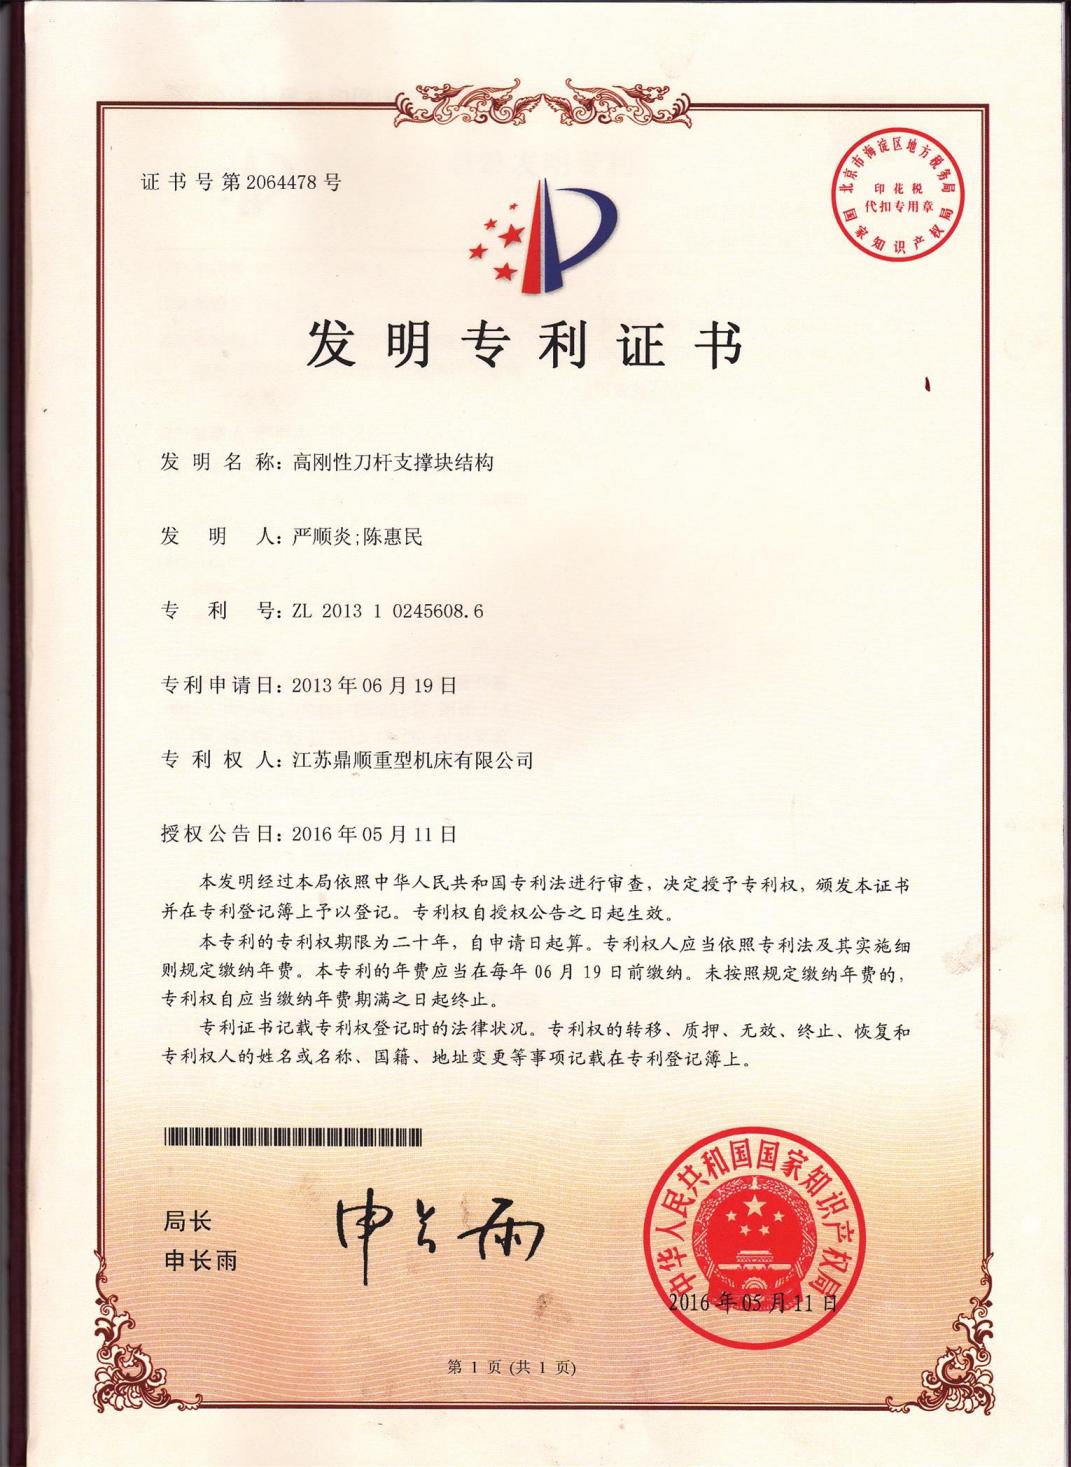 证书号第2064478号
北京市海淀区地方税务局
印花税
代扣专用章
国家知识产权局
发明专利证书
发明名称：高刚性刀杆支撑块结构
发明人：严顺炎;陈惠民
专利号：ZL 2013 1 0245608.6
专利申请日：2013年06月19日
专利权人：江苏鼎顺重型机床有限公司
授权公告日：2016年05月11日
本发明经过本局依照中华人民共和国专利法进行审查，决定授予专利权，颁发本证书
并在专利登记簿上予以登记。专利权自授权公告之日起生效。
本专利的专利权期限为二十年，自申请日起算。专利权人应当依照专利法及其实施细
则规定缴纳年费。本专利的年费应当在每年06月19日前缴纳。未按照规定缴纳年费的，
专利权自应当缴纳年费期满之日起终止。
专利证书记载专利权登记时的法律状况。专利权的转移、质押、无效、终止、恢复和
专利权人的姓名或名称、国籍、地址变更等事项记载在专利登记簿上。
局长
申长雨
申长雨
中华人民共和国国家知识产权局
2016年05月11日
第1页(共1页)